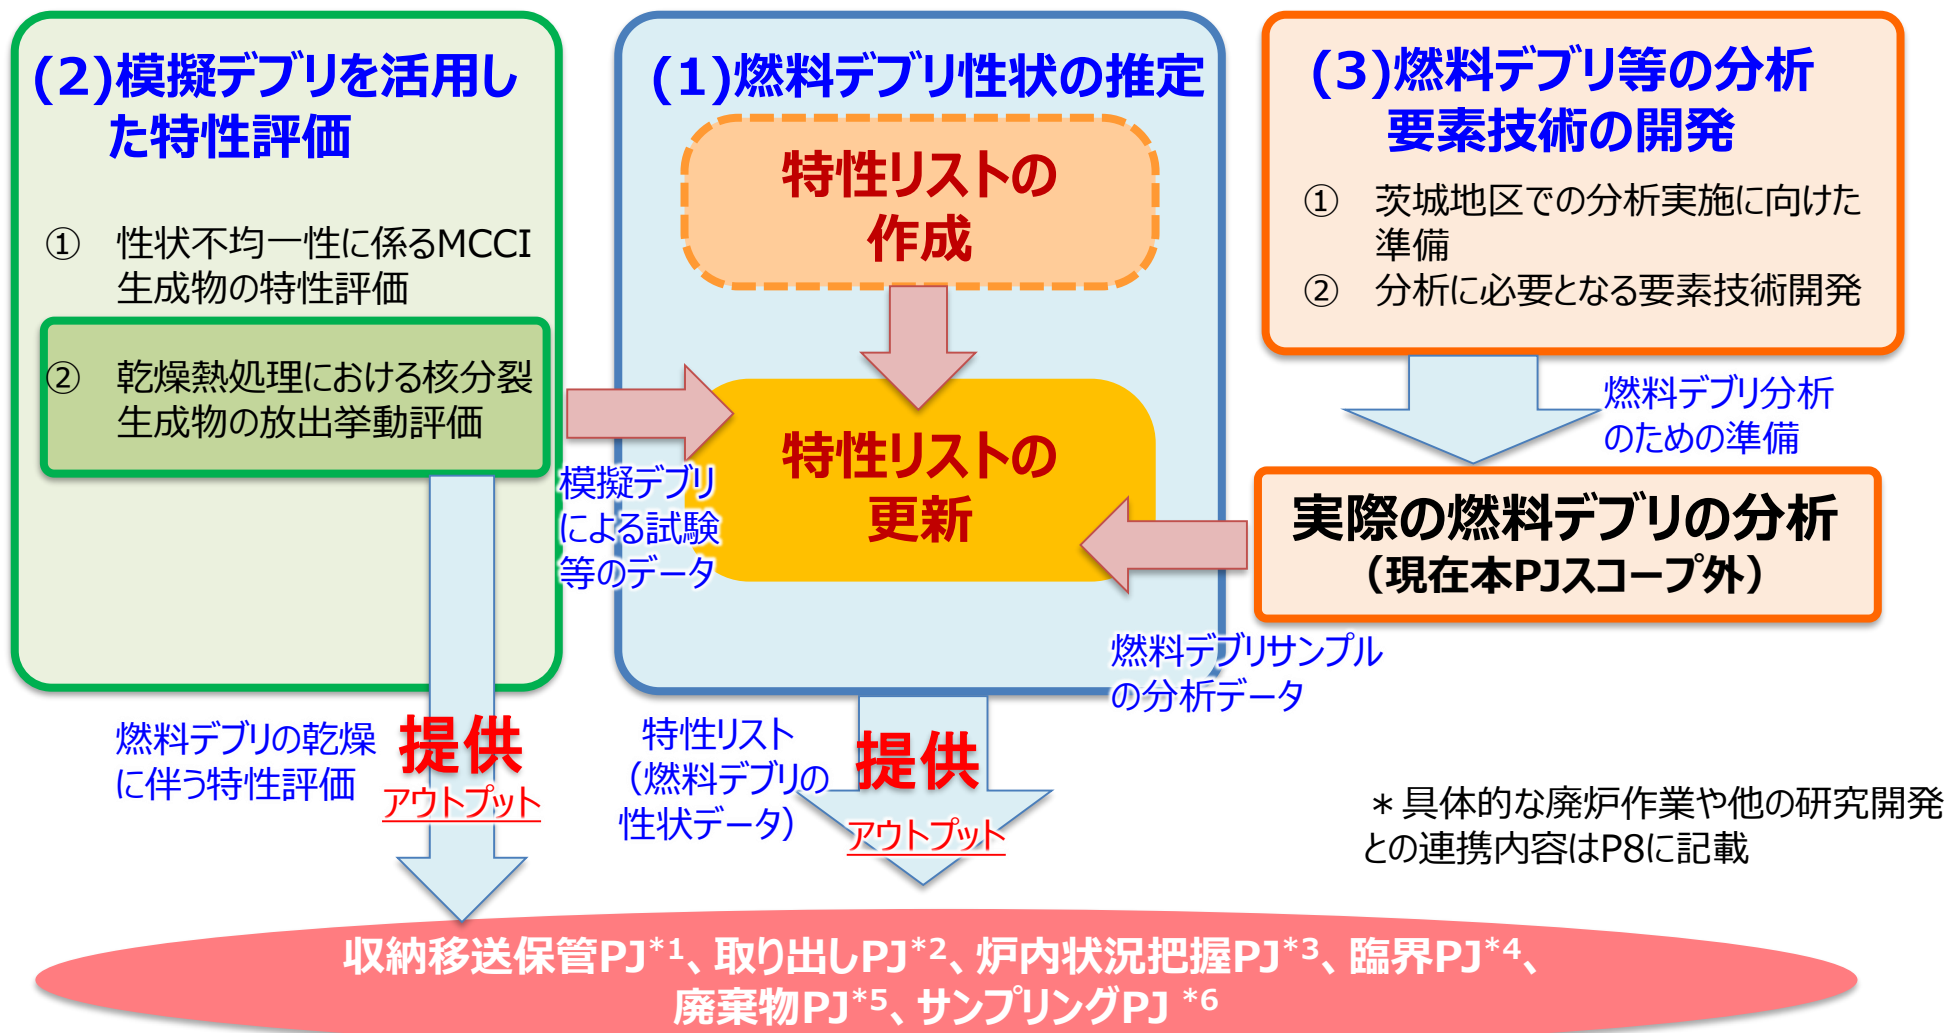 (2)模擬デブリを活用し
た特性評価
① 性状不均一性に係るMCCI
生成物の特性評価
② 乾燥熱処理における核分裂
生成物の放出挙動評価
(1)燃料デブリ性状の推定
特性リストの
作成
特性リストの
更新
模擬デブリ
による試験
等のデータ
(3)燃料デブリ等の分析
要素技術の開発
① 茨城地区での分析実施に向けた
準備
② 分析に必要となる要素技術開発
燃料デブリ分析
のための準備
実際の燃料デブリの分析
（現在本PJスコープ外）
燃料デブリサンプル
の分析データ
燃料デブリの乾燥
に伴う特性評価
提供
アウトプット
特性リスト
（燃料デブリの
性状データ）
提供
アウトプット
＊具体的な廃炉作業や他の研究開発
との連携内容はP8に記載
収納移送保管PJ*1、取り出しPJ*2、炉内状況把握PJ*3、臨界PJ*4、
廃棄物PJ*5、サンプリングPJ *6